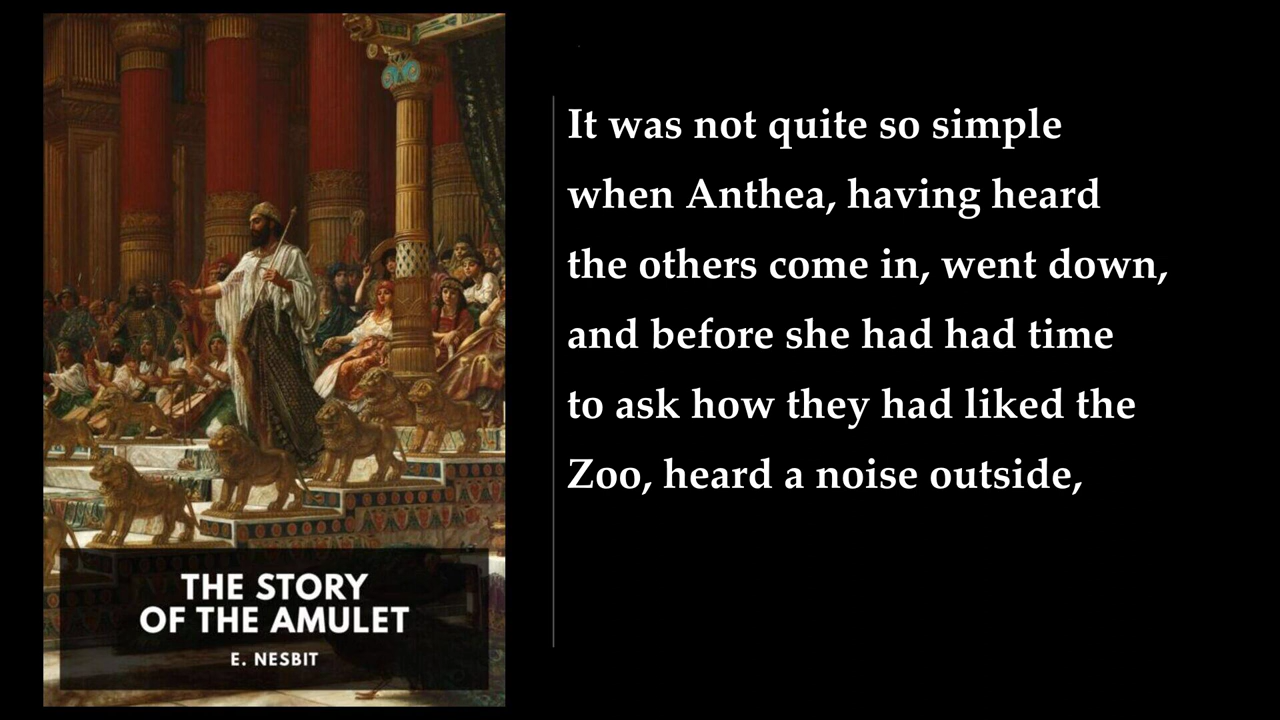 THE STORY
OF THE AMULET
E. NESBIT
It was not quite so simple
when Anthea, having heard
the others come in, went down,
and before she had had time
to ask how they had liked the
Zoo, heard a noise outside,